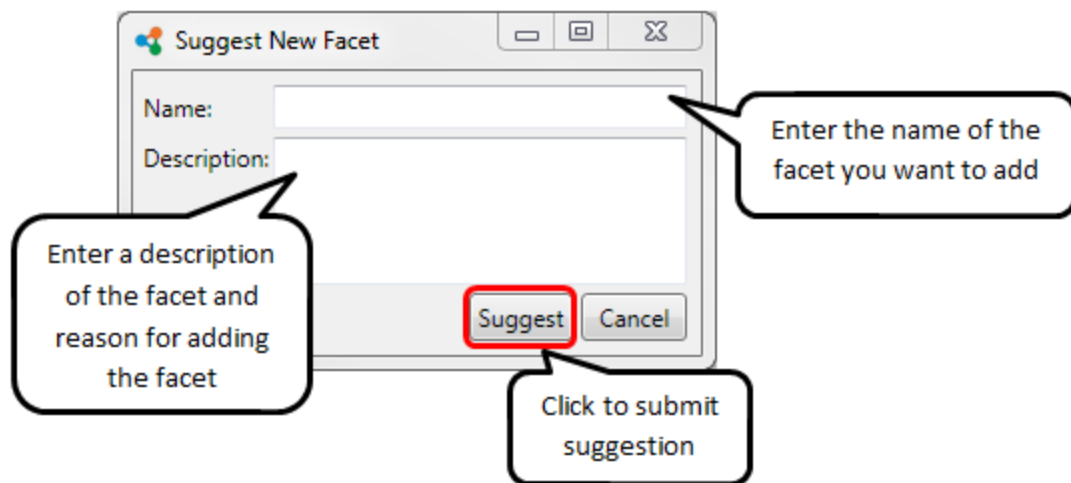 Suggest New Facet
Name:
Enter the name of the
facet you want to add
Description:
Enter a description
of the facet and
reason for adding
the facet
Suggest
Cancel
Click to submit
suggestion